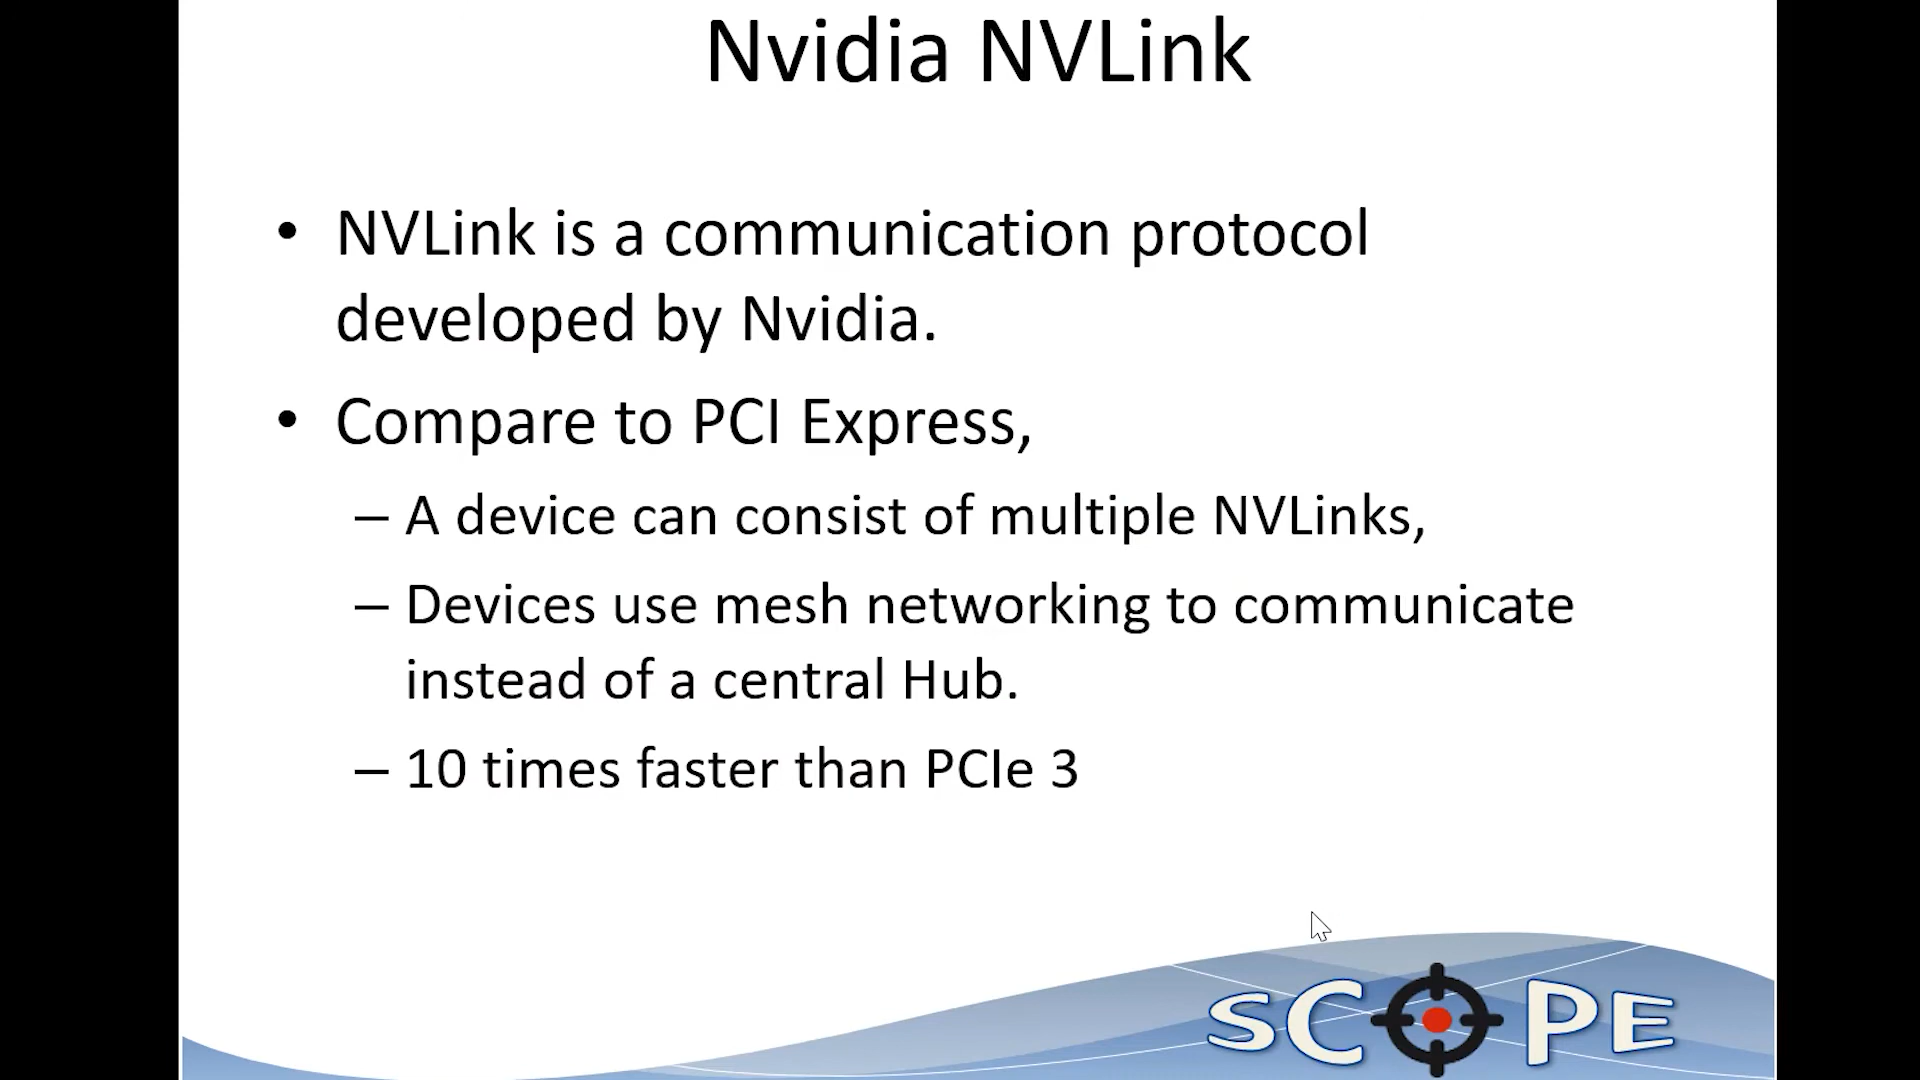 Nvidia NVLink
• NVLink is a communication protocol
developed by Nvidia.
• Compare to PCI Express,
– A device can consist of multiple NVLinks,
– Devices use mesh networking to communicate
instead of a central Hub.
– 10 times faster than PCIe 3
SCOPE